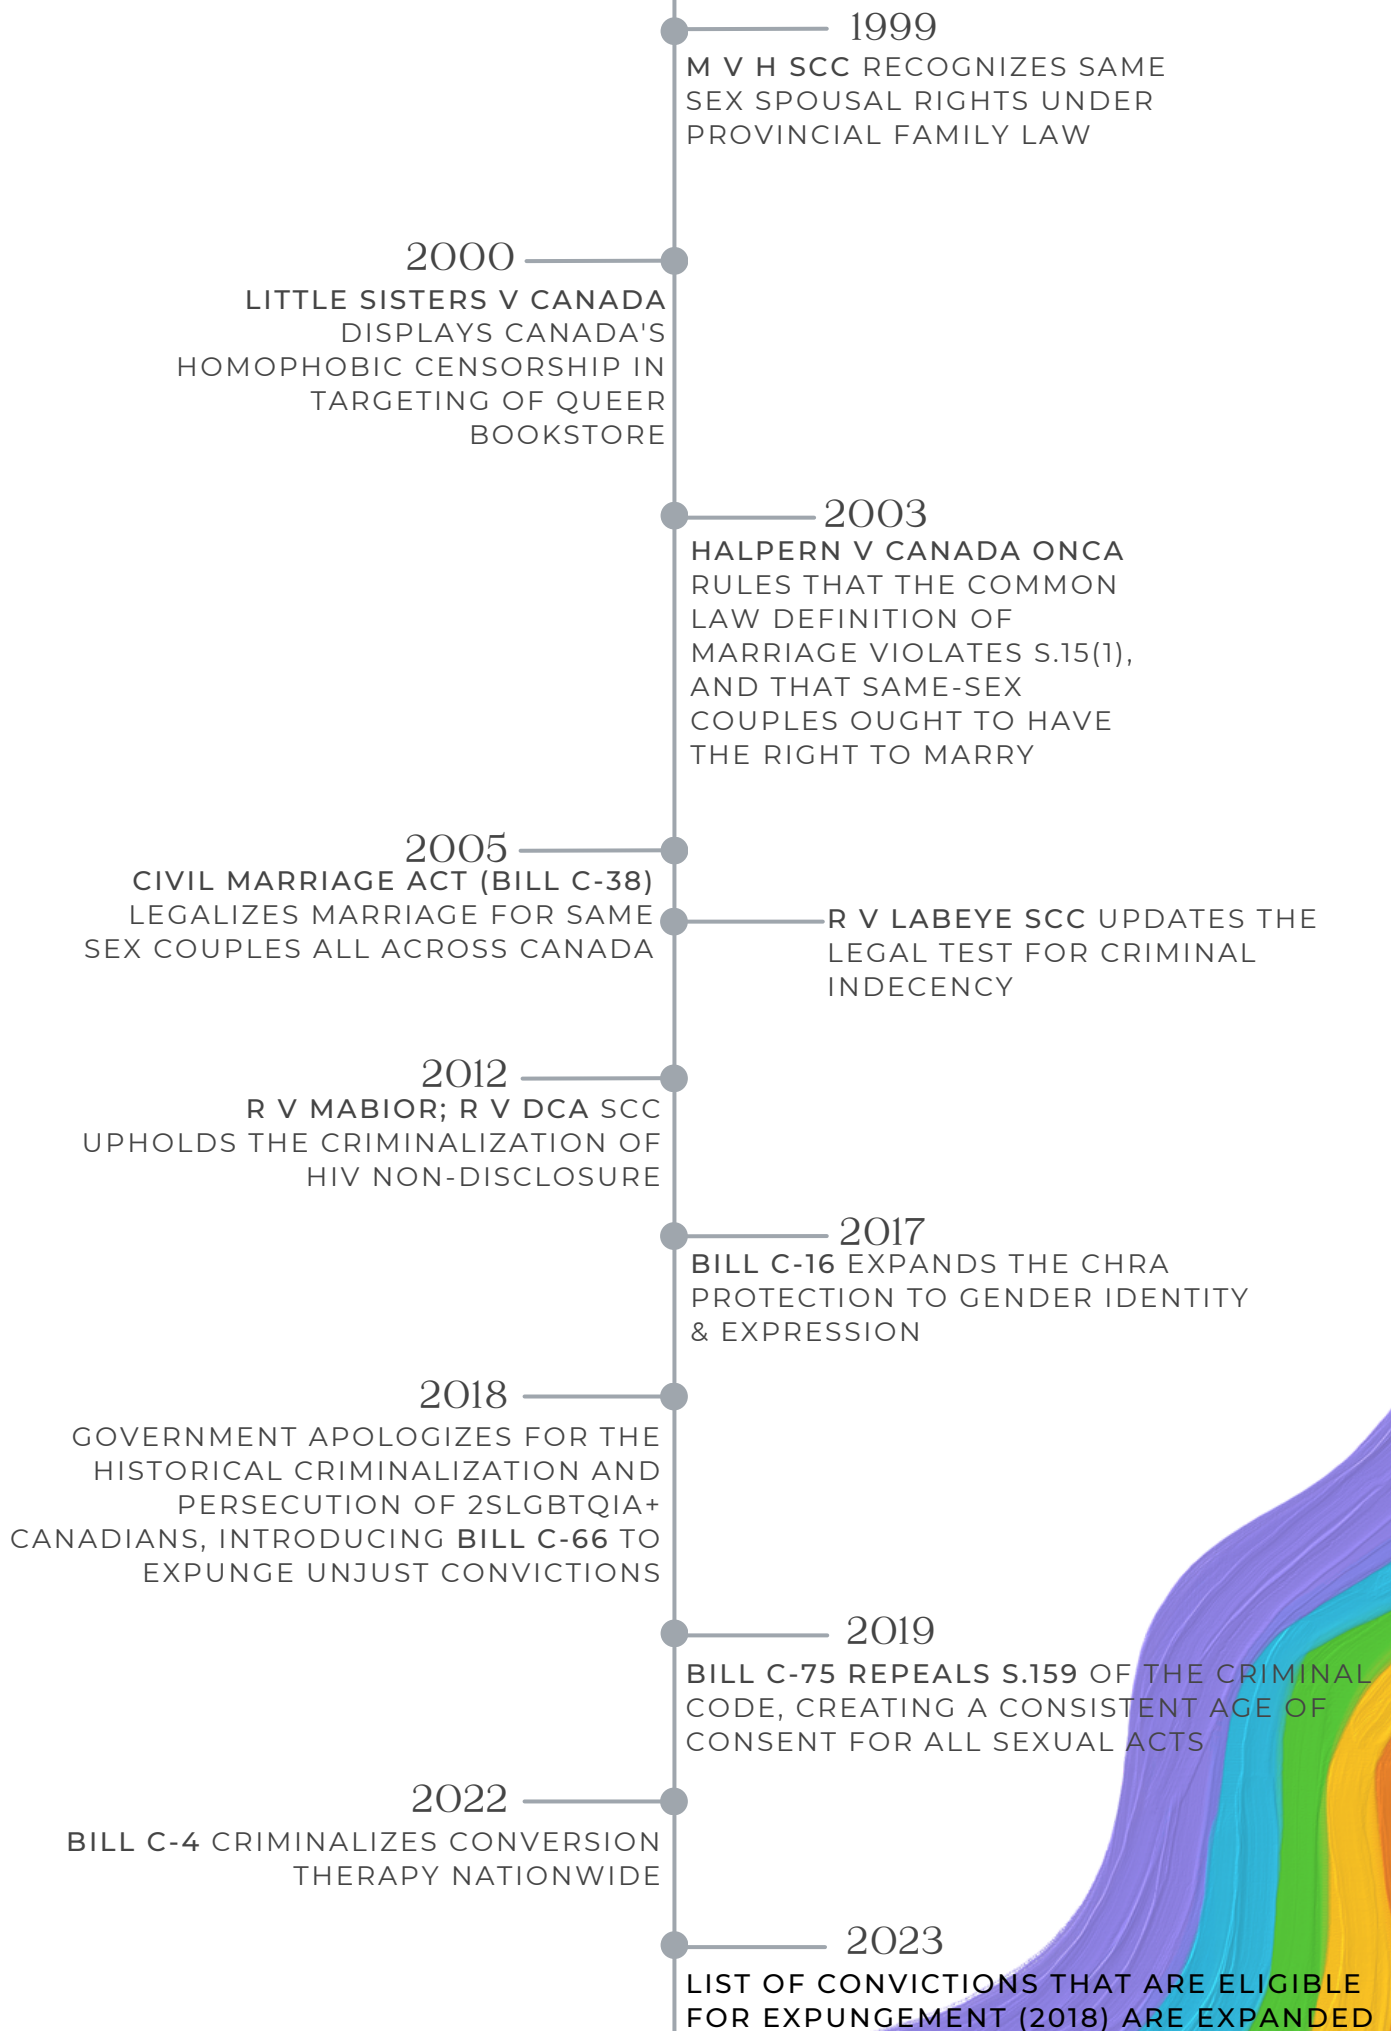 1999
M V H SCC RECOGNIZES SAME
SEX SPOUSAL RIGHTS UNDER
PROVINCIAL FAMILY LAW
2000
LITTLE SISTERS V CANADA
DISPLAYS CANADA'S
HOMOPHOBIC CENSORSHIP IN
TARGETING OF QUEER
BOOKSTORE
2003
HALPERN V CANADA ONCA
RULES THAT THE COMMON
LAW DEFINITION OF
MARRIAGE VIOLATES S.15(1),
AND THAT SAME-SEX
COUPLES OUGHT TO HAVE
THE RIGHT TO MARRY
2005
CIVIL MARRIAGE ACT (BILL C-38)
LEGALIZES MARRIAGE FOR SAME
SEX COUPLES ALL ACROSS CANADA
R V LABEYE SCC UPDATES THE
LEGAL TEST FOR CRIMINAL
INDECENCY
2012
R V MABIOR; R V DCA SCC
UPHOLDS THE CRIMINALIZATION OF
HIV NON-DISCLOSURE
2017
BILL C-16 EXPANDS THE CHRA
PROTECTION TO GENDER IDENTITY
& EXPRESSION
2018
GOVERNMENT APOLOGIZES FOR THE
HISTORICAL CRIMINALIZATION AND
PERSECUTION OF 2SLGBTQIA+
CANADIANS, INTRODUCING BILL C-66 TO
EXPUNGE UNJUST CONVICTIONS
2019
BILL C-75 REPEALS S.159 OF THE CRIMINAL
CODE, CREATING A CONSISTENT AGE OF
CONSENT FOR ALL SEXUAL ACTS
2022
BILL C-4 CRIMINALIZES CONVERSION
THERAPY NATIONWIDE
2023
LIST OF CONVICTIONS THAT ARE ELIGIBLE
FOR EXPUNGEMENT (2018) ARE EXPANDED